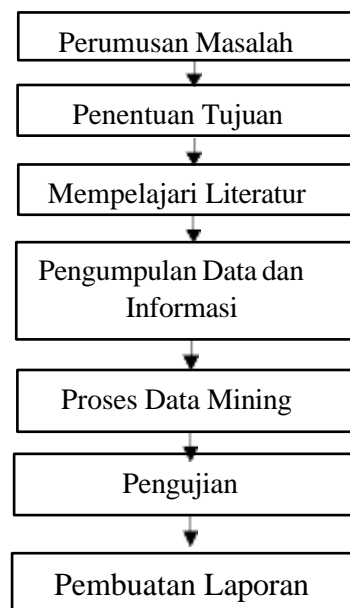 Perumusan Masalah
Penentuan Tujuan
Mempelajari Literatur
Pengumpulan Data dan
Informasi
Proses Data Mining
Pengujian
Pembuatan Laporan